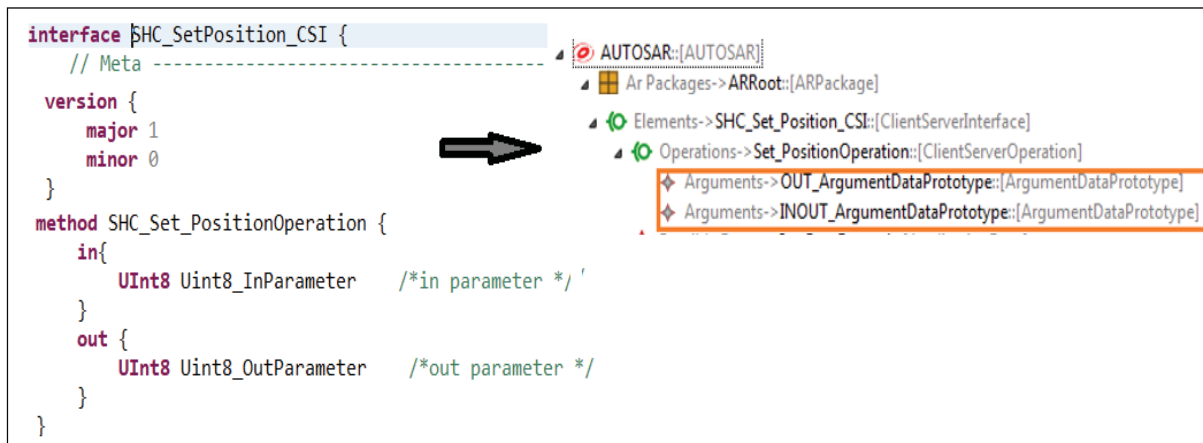 interface SHC_SetPosition_CSI {
// Meta -------------------------------------
version {
major 1
minor 0
}
method SHC_Set_PositionOperation {
in{
UInt8 Uint8_InParameter /*in parameter */
}
out {
UInt8 Uint8_OutParameter /*out parameter */
}
}
AUTOSAR::[AUTOSAR]
Ar Packages->ARRoot::[ARPackage]
Elements->SHC_Set_Position_CSI::[ClientServerInterface]
Operations->Set_PositionOperation::[ClientServerOperation]
Arguments->OUT_ArgumentDataPrototype::[ArgumentDataPrototype]
Arguments->INOUT_ArgumentDataPrototype::[ArgumentDataPrototype]